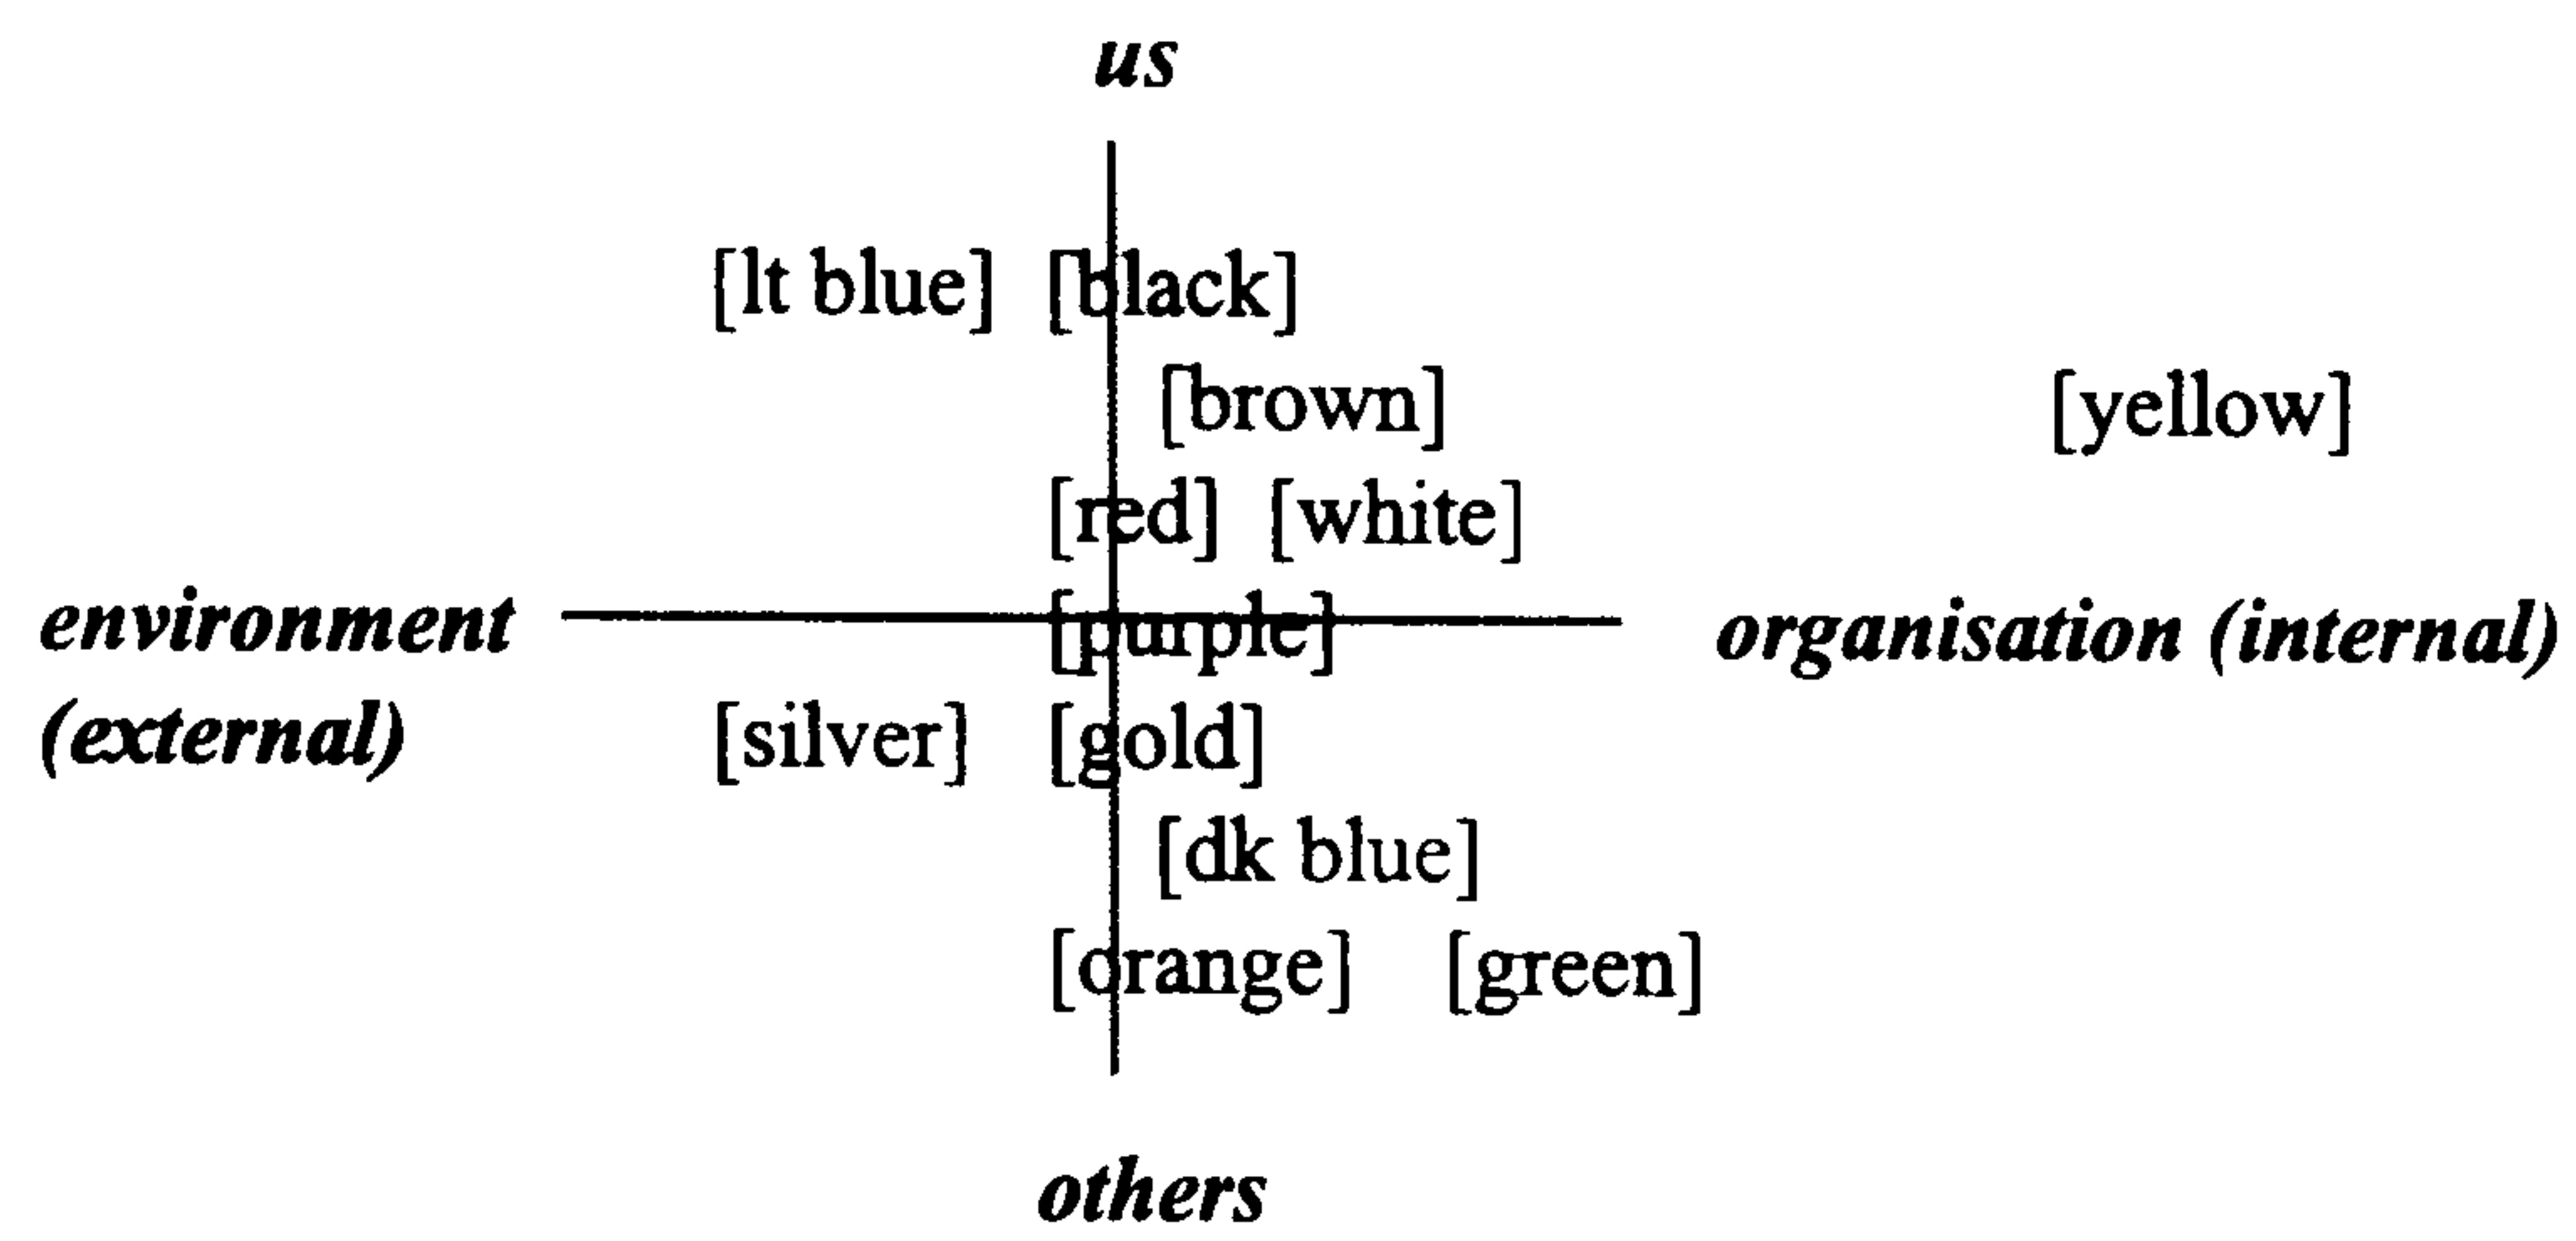 us
[lt blue] [black]
[brown] [yellow]
[red] [white]
environment [purple] organisation (internal)
(external) [silver] [gold]
[dk blue]
[orange] [green]
others